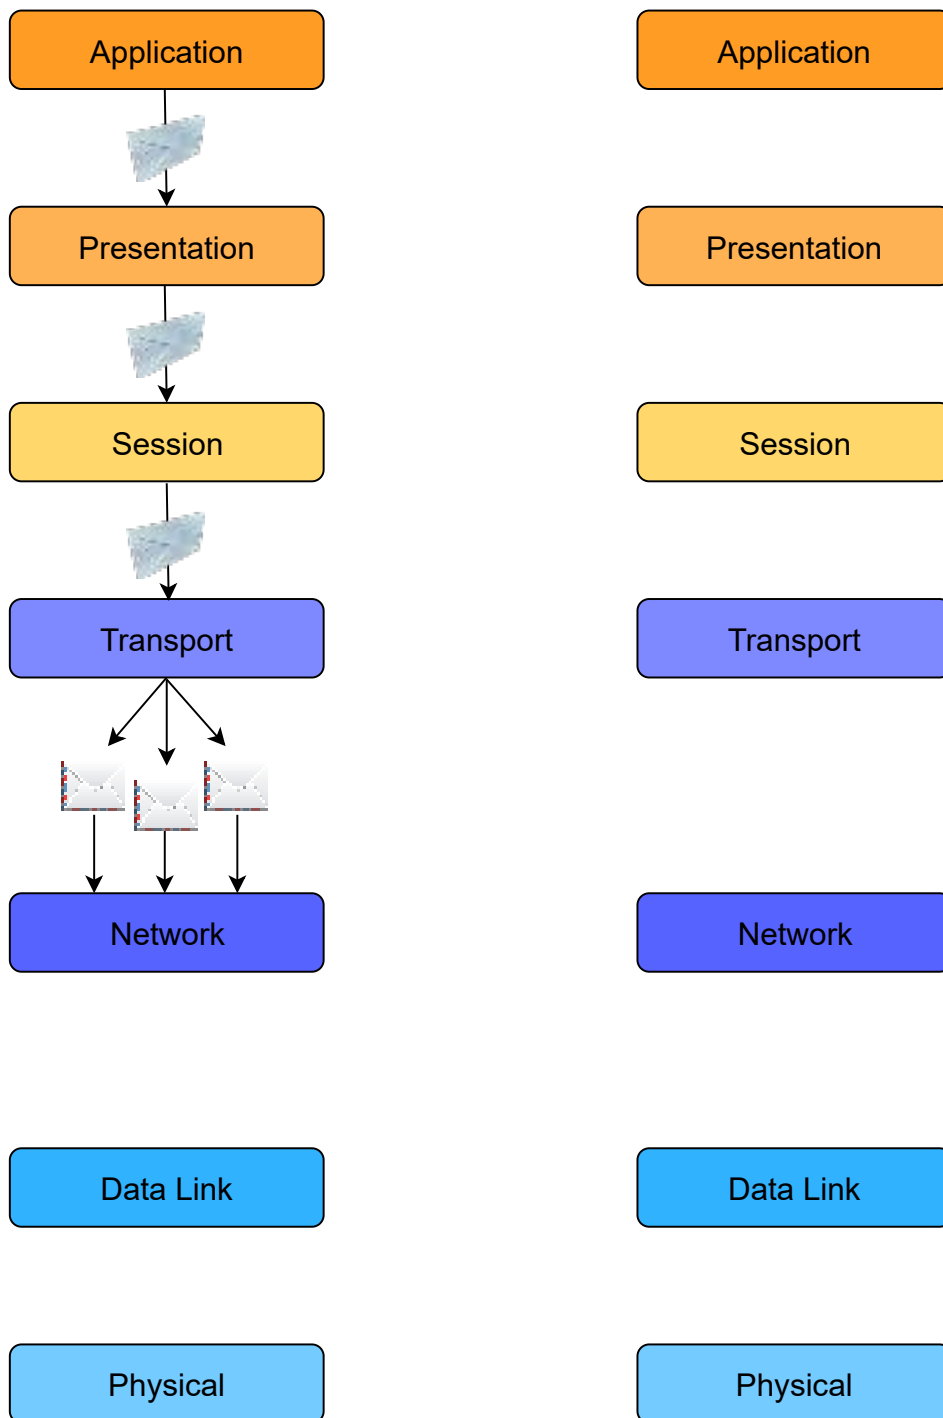 Application
Application
Presentation
Presentation
Session
Session
Transport
Transport
Network
Network
Data Link
Data Link
Physical
Physical